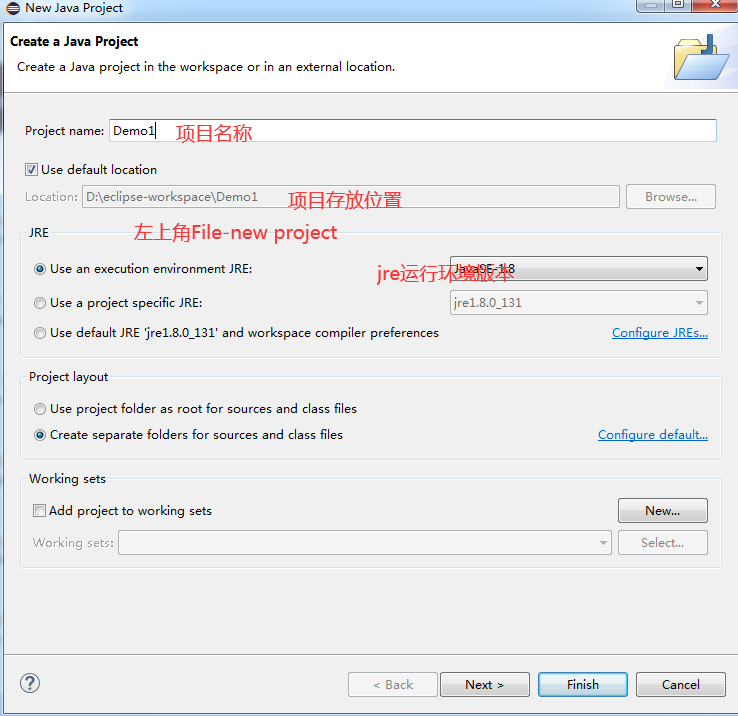 New Java Project
Create a Java Project
Create a Java project in the workspace or in an external location.
Project name: Demo1 项目名称
Use default location
Location: D:\eclipse-workspace\Demo1 项目存放位置 Browse...
JRE 左上角File-new project
Use an execution environment JRE: jre运行环境版本 JavaSE-1.8
Use a project specific JRE: jre1.8.0_131
Use default JRE 'jre1.8.0_131' and workspace compiler preferences Configure JREs...
Project layout
Use project folder as root for sources and class files
Create separate folders for sources and class files Configure default...
Working sets
Add project to working sets New...
Working sets: Select...
? < Back Next > Finish Cancel